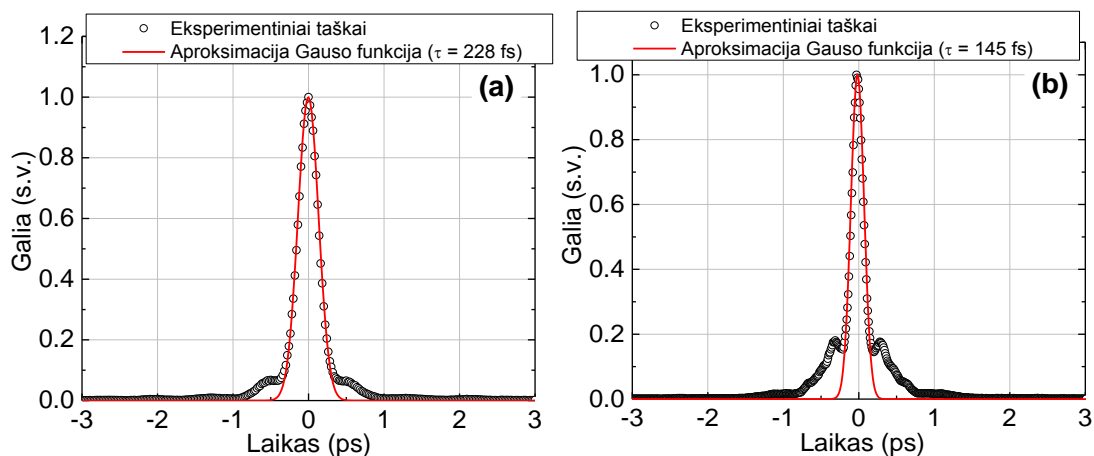 Eksperimentiniai taškai
Aproksimacija Gauso funkcija (τ = 228 fs)
(a)
1.2
1.0
0.8
0.6
0.4
0.2
0.0
Galia (s.v.)
-3 -2 -1 0 1 2 3
Laikas (ps)
Eksperimentiniai taškai
Aproksimacija Gauso funkcija (τ = 145 fs)
(b)
1.0
0.8
0.6
0.4
0.2
0.0
Galia (s.v.)
-3 -2 -1 0 1 2 3
Laikas (ps)